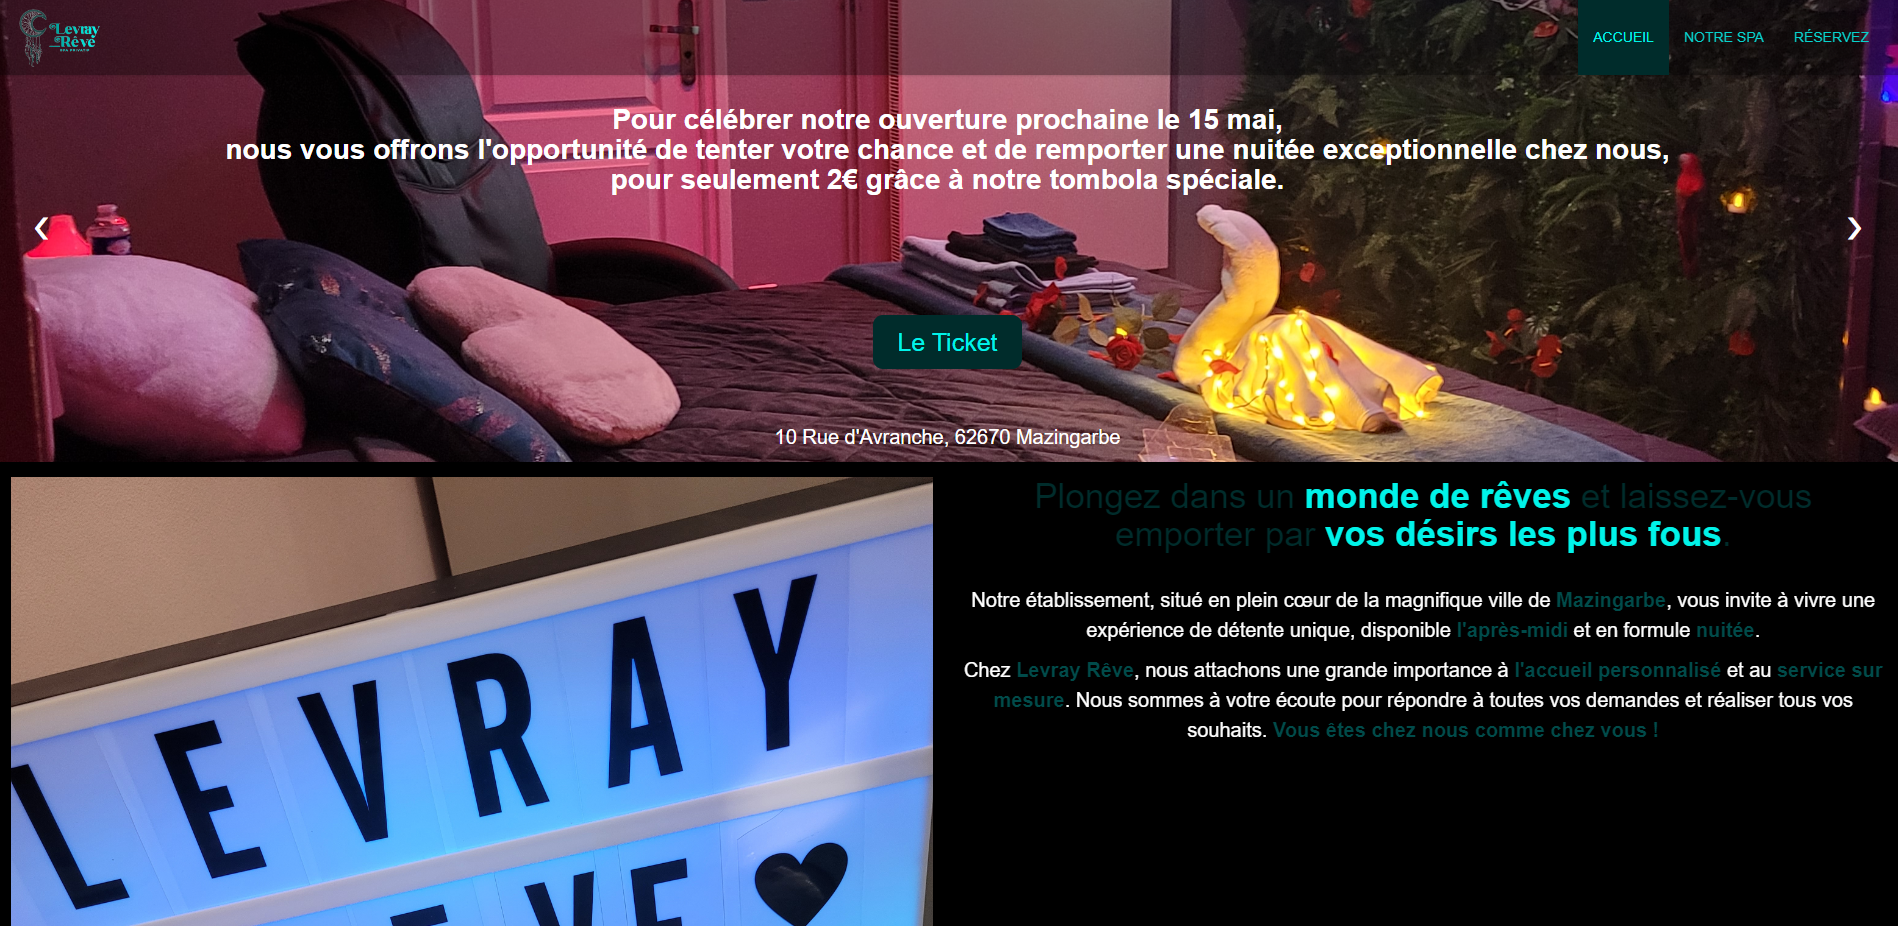 Levray
Rêve
SPA PRIVATIF
ACCUEIL
NOTRE SPA
RÉSERVEZ
Pour célébrer notre ouverture prochaine le 15 mai,
nous vous offrons l'opportunité de tenter votre chance et de remporter une nuitée exceptionnelle chez nous,
pour seulement 2€ grâce à notre tombola spéciale.
❮
❯
Le Ticket
10 Rue d'Avranche, 62670 Mazingarbe
LEVRAY
Plongez dans un monde de rêves et laissez-vous
emporter par vos désirs les plus fous.
Notre établissement, situé en plein cœur de la magnifique ville de Mazingarbe, vous invite à vivre une
expérience de détente unique, disponible l'après-midi et en formule nuitée.
Chez Levray Rêve, nous attachons une grande importance à l'accueil personnalisé et au service sur
mesure. Nous sommes à votre écoute pour répondre à toutes vos demandes et réaliser tous vos
souhaits. Vous êtes chez nous comme chez vous !